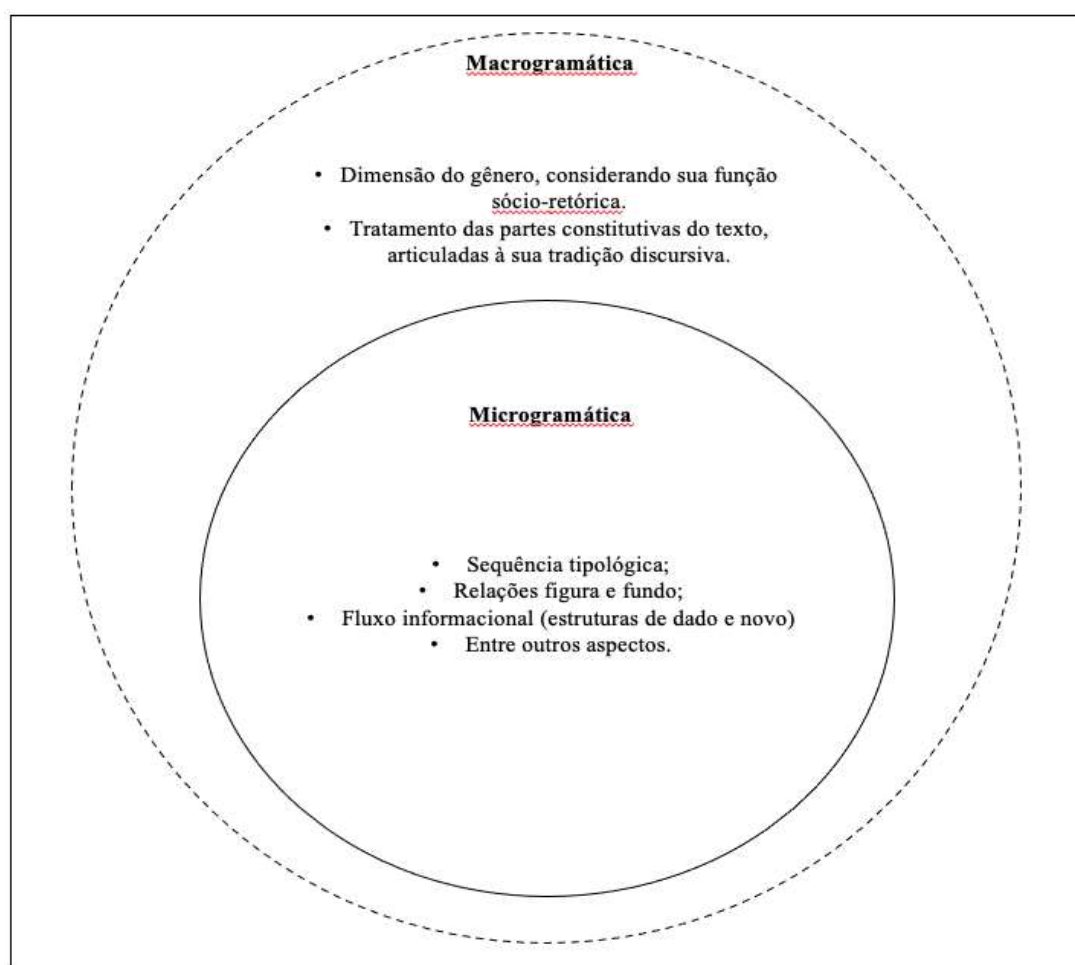 Macrogramática
• Dimensão do gênero, considerando sua função
sócio-retórica.
• Tratamento das partes constitutivas do texto,
articuladas à sua tradição discursiva.
Microgramática
• Sequência tipológica;
• Relações figura e fundo;
• Fluxo informacional (estruturas de dado e novo)
• Entre outros aspectos.